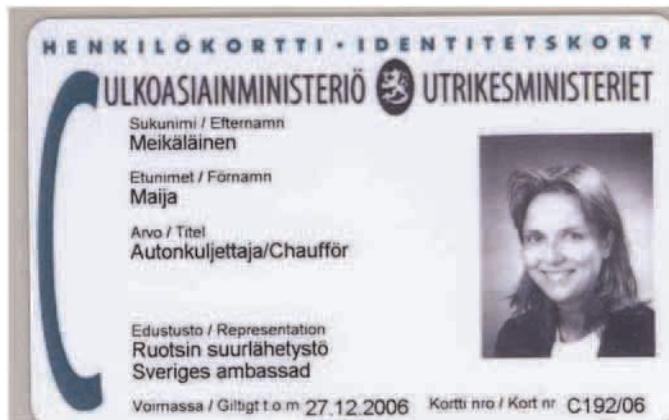 HENKILÖKORTTI • IDENTITETSKORT
ULKOASIAINMINISTERIÖ UTRIKESMINISTERIET
Sukunimi / Efternamn
Meikäläinen
Etunimet / Förnamn
Maija
Arvo / Titel
Autonkuljettaja/Chaufför
Edustusto / Representation
Ruotsin suurlähetystö
Sveriges ambassad
Voimassa / Giltigt t o m 27.12.2006 Kortti nro / Kort nr C192/06